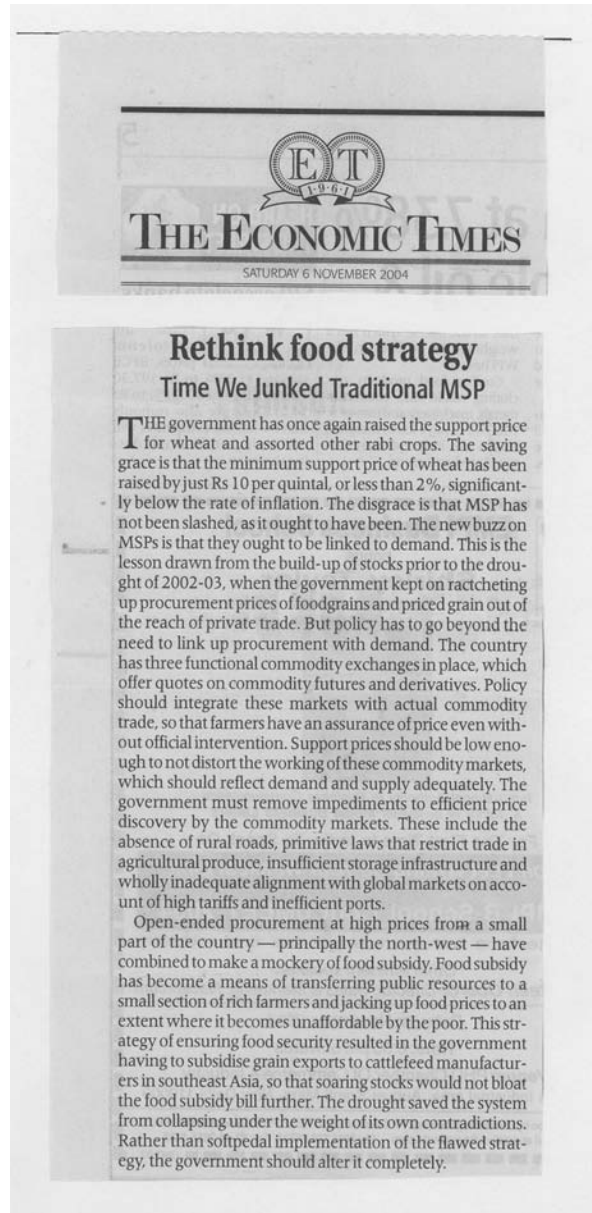 ET
1·9·6·1
THE ECONOMIC TIMES
SATURDAY 6 NOVEMBER 2004
Rethink food strategy
Time We Junked Traditional MSP
THE government has once again raised the support price
for wheat and assorted other rabi crops. The saving
grace is that the minimum support price of wheat has been
raised by just Rs 10 per quintal, or less than 2%, significant-
ly below the rate of inflation. The disgrace is that MSP has
not been slashed, as it ought to have been. The new buzz on
MSPs is that they ought to be linked to demand. This is the
lesson drawn from the build-up of stocks prior to the drou-
ght of 2002-03, when the government kept on ractcheting
up procurement prices of foodgrains and priced grain out of
the reach of private trade. But policy has to go beyond the
need to link up procurement with demand. The country
has three functional commodity exchanges in place, which
offer quotes on commodity futures and derivatives. Policy
should integrate these markets with actual commodity
trade, so that farmers have an assurance of price even with-
out official intervention. Support prices should be low eno-
ugh to not distort the working of these commodity markets,
which should reflect demand and supply adequately. The
government must remove impediments to efficient price
discovery by the commodity markets. These include the
absence of rural roads, primitive laws that restrict trade in
agricultural produce, insufficient storage infrastructure and
wholly inadequate alignment with global markets on acco-
unt of high tariffs and inefficient ports.
Open-ended procurement at high prices from a small
part of the country — principally the north-west — have
combined to make a mockery of food subsidy. Food subsidy
has become a means of transferring public resources to a
small section of rich farmers and jacking up food prices to an
extent where it becomes unaffordable by the poor. This str-
ategy of ensuring food security resulted in the government
having to subsidise grain exports to cattlefeed manufactur-
ers in southeast Asia, so that soaring stocks would not bloat
the food subsidy bill further. The drought saved the system
from collapsing under the weight of its own contradictions.
Rather than softpedal implementation of the flawed strat-
egy, the government should alter it completely.